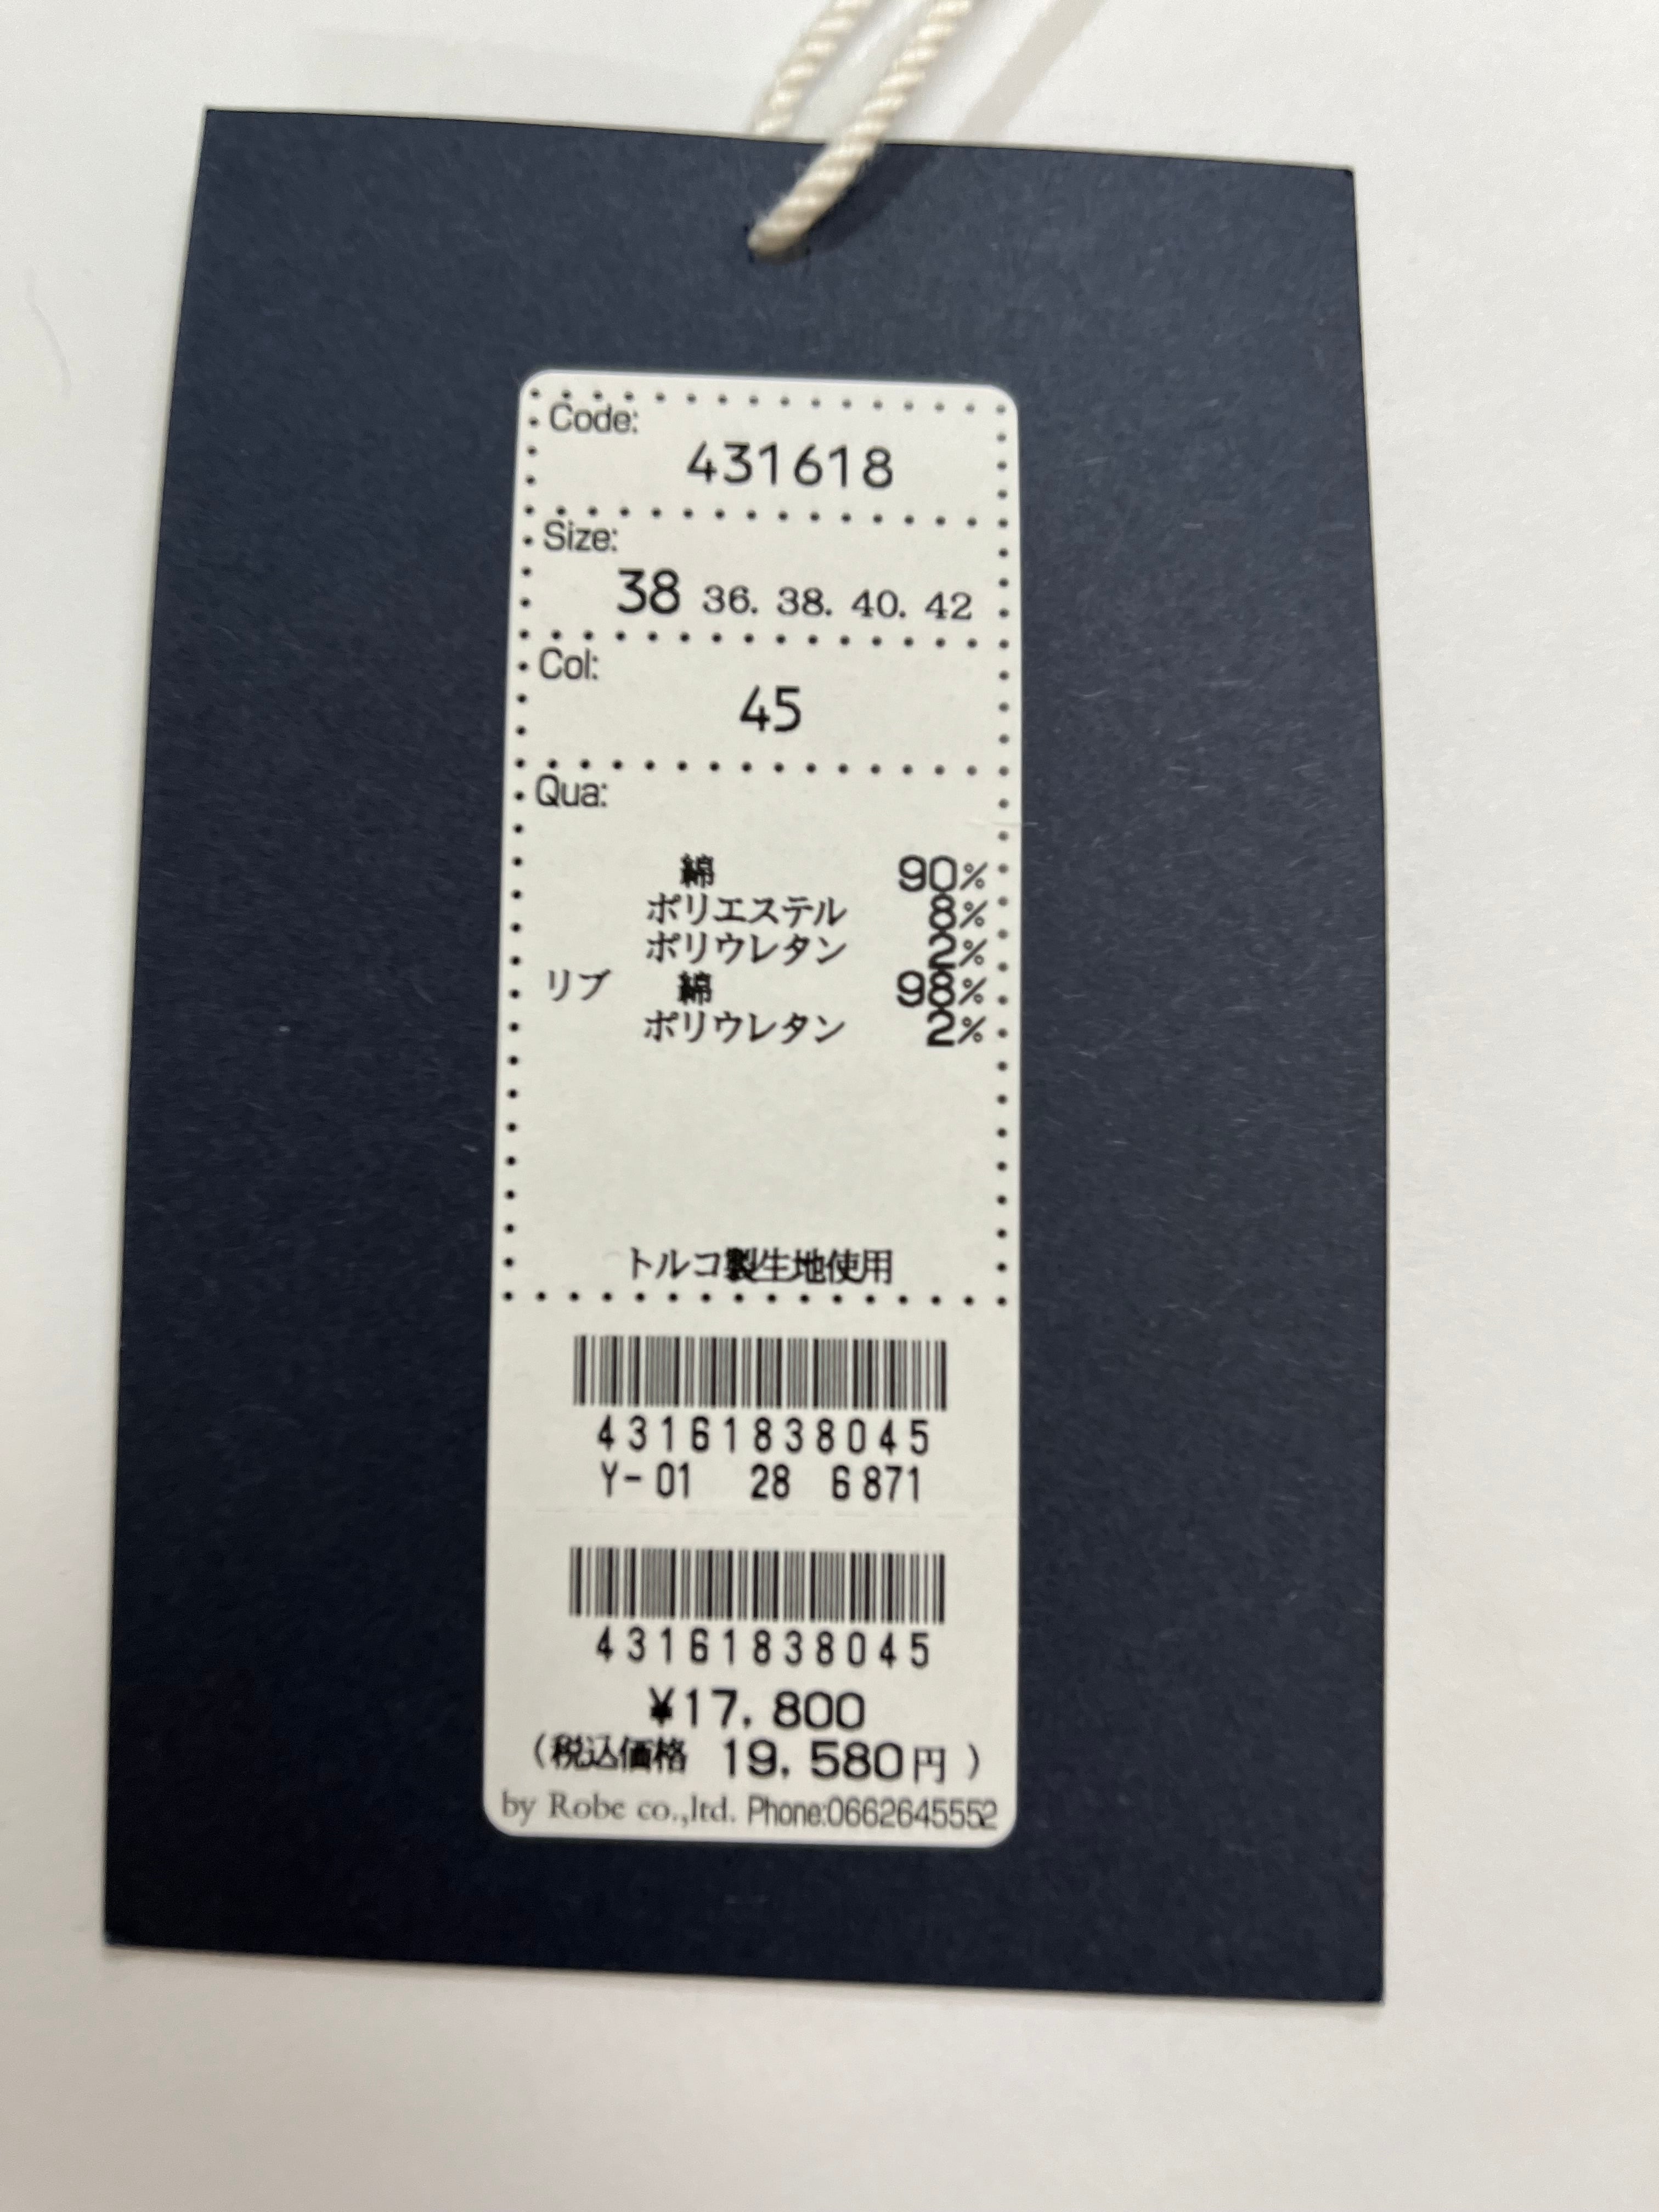 Code:
431618
Size:
38 36. 38. 40. 42
Col:
45
Qua:
綿 90%
ポリエステル 8%
ポリウレタン 2%
リブ 綿 98%
ポリウレタン 2%
トルコ製生地使用
43161838045
Y-01 28 6871
43161838045
¥17,800
(税込価格 19,580円)
by Robe co.,ltd. Phone:0662645552